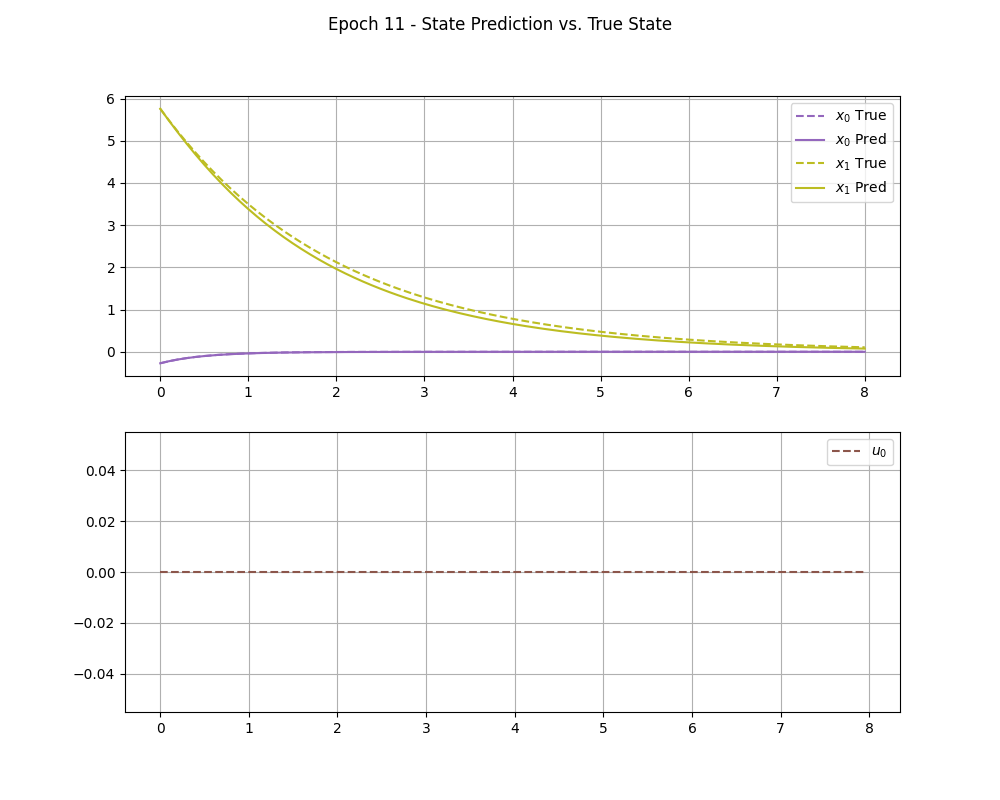 Epoch 11 - State Prediction vs. True State
6
5
4
3
2
1
0
x₀ True
x₀ Pred
x₁ True
x₁ Pred
0 1 2 3 4 5 6 7 8
0.04
0.02
0.00
−0.02
−0.04
u₀
0 1 2 3 4 5 6 7 8